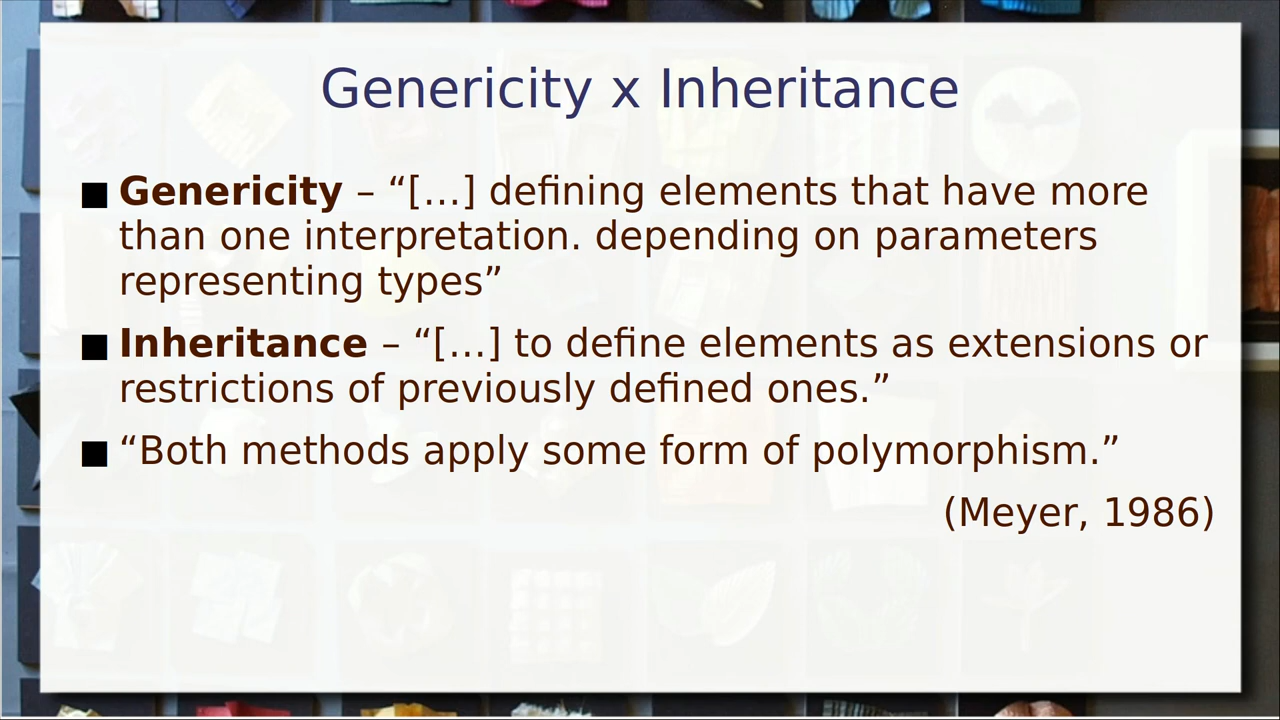 Genericity x Inheritance
■ Genericity – “[…] defining elements that have more
than one interpretation. depending on parameters
representing types”
■ Inheritance – “[…] to define elements as extensions or
restrictions of previously defined ones.”
■ “Both methods apply some form of polymorphism.”
(Meyer, 1986)